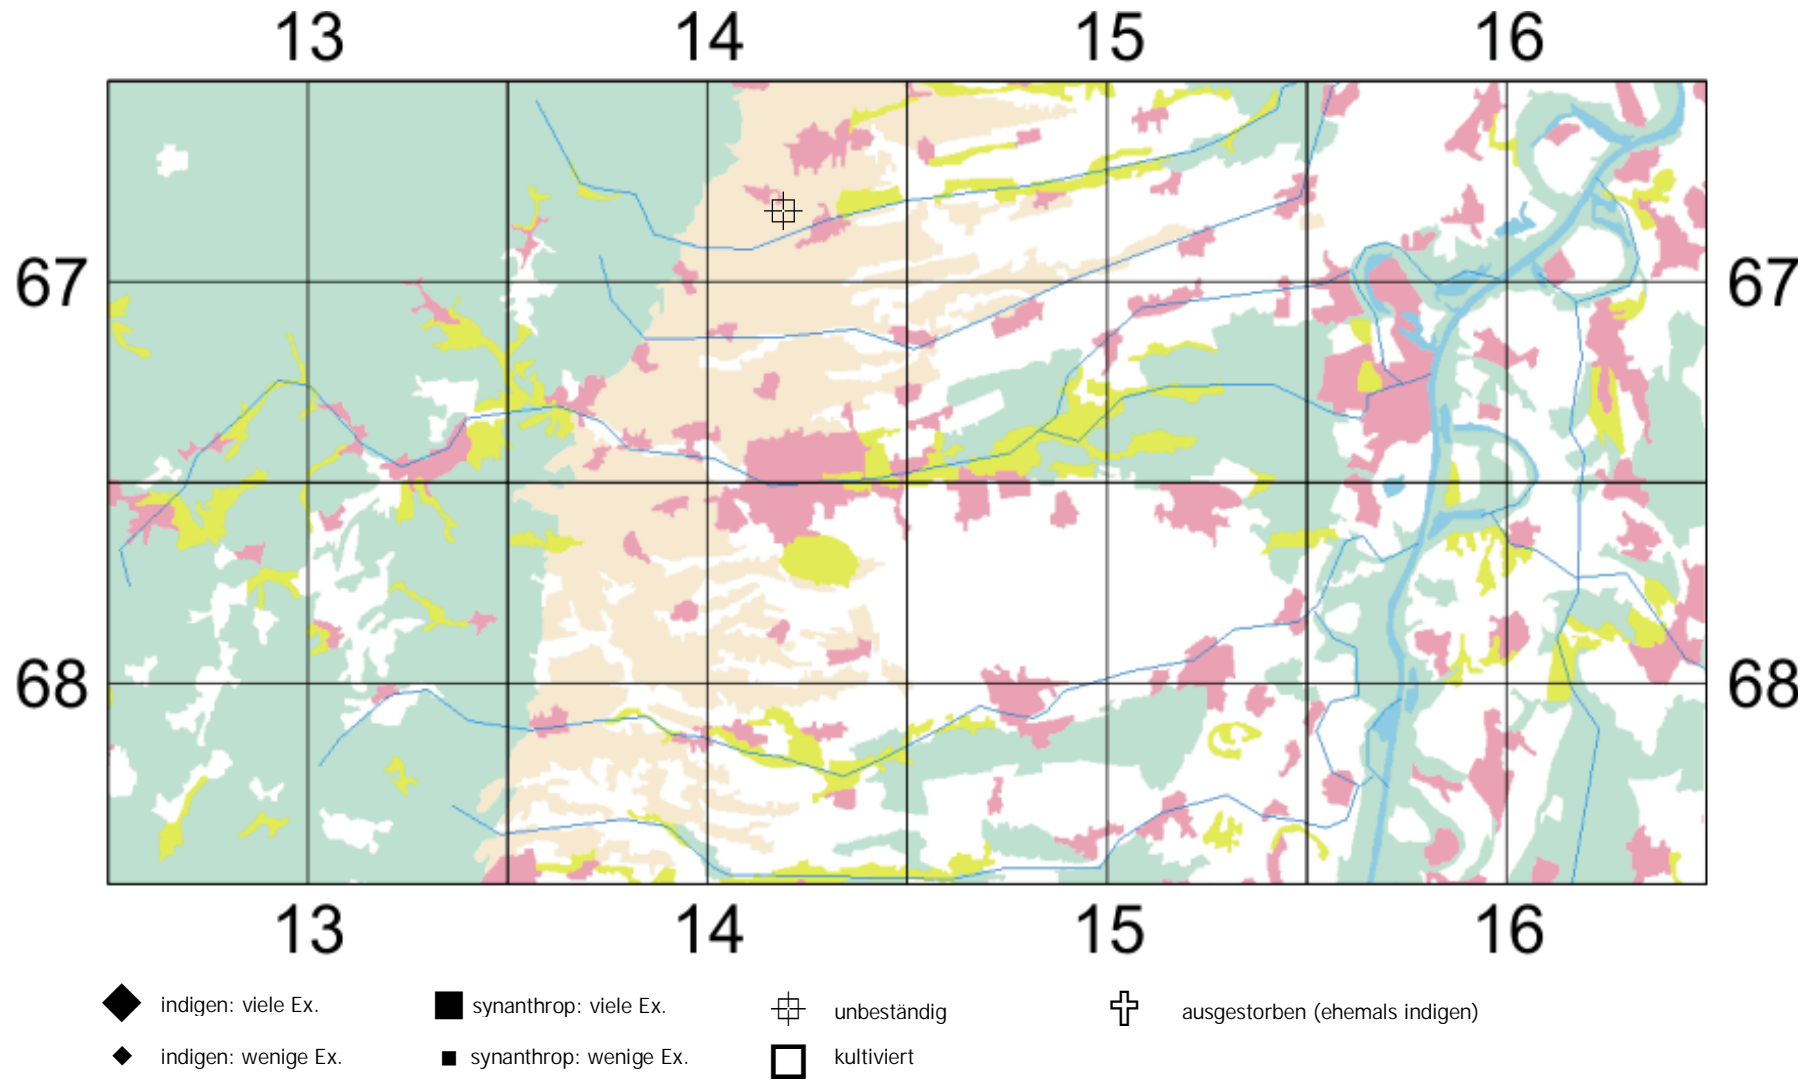 13 14 15 16
67 67
68 68
13 14 15 16
indigen: viele Ex. synanthrop: viele Ex. unbeständig ausgestorben (ehemals indigen)
indigen: wenige Ex. synanthrop: wenige Ex. kultiviert